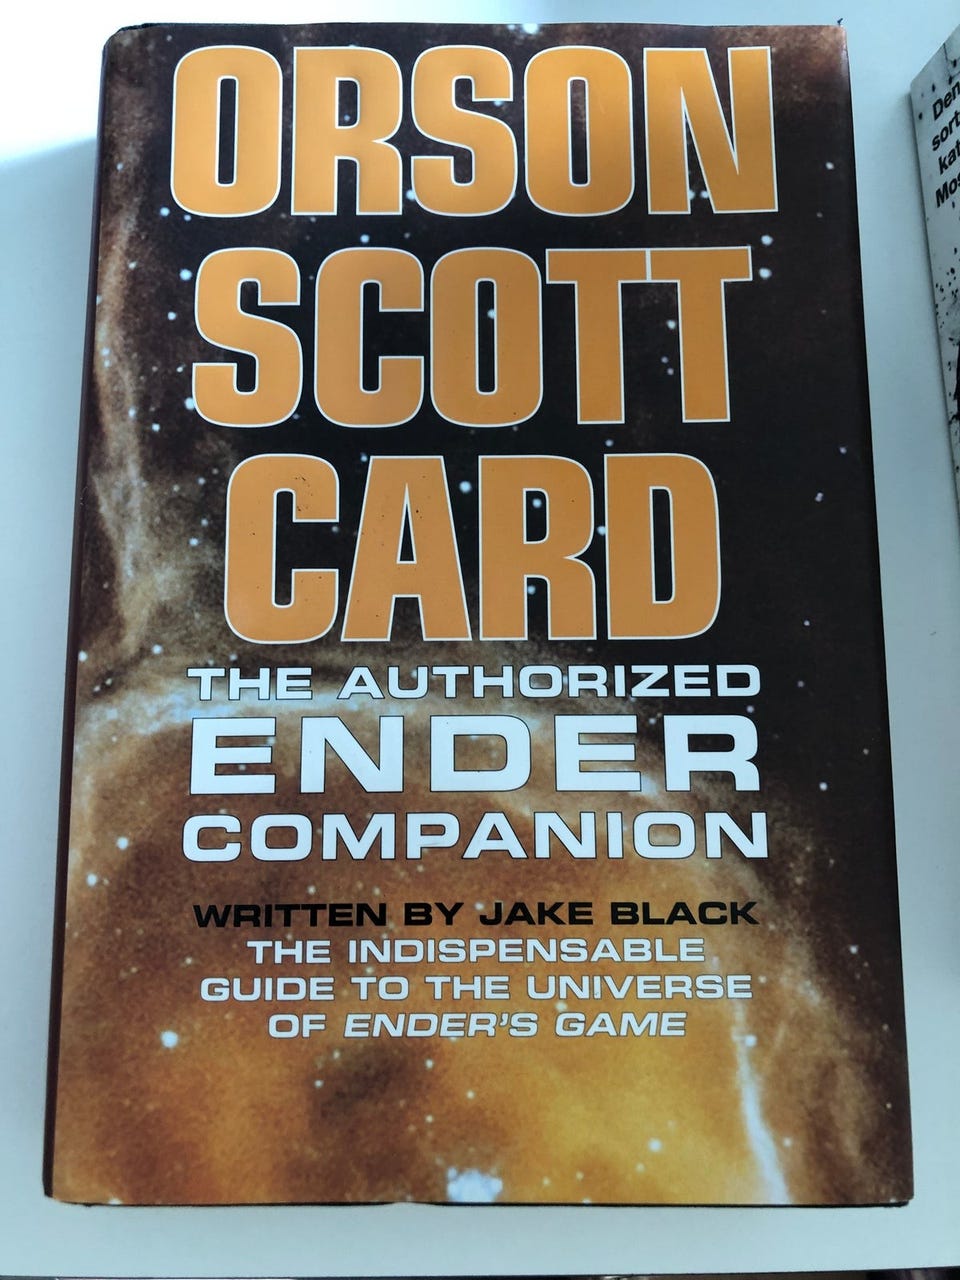 ORSON
SCOTT
CARD
THE AUTHORIZED
ENDER
COMPANION
WRITTEN BY JAKE BLACK
THE INDISPENSABLE
GUIDE TO THE UNIVERSE
OF ENDER'S GAME